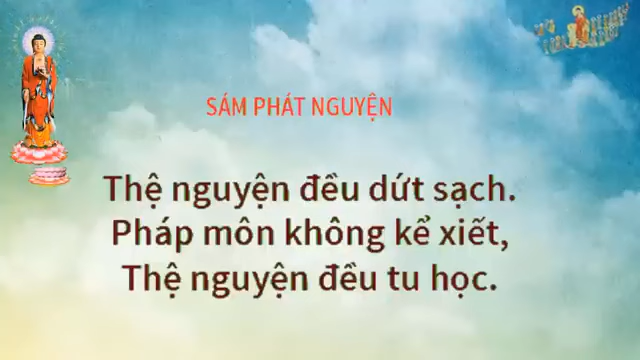 SÁM PHÁT NGUYỆN
Thệ nguyện đều dứt sạch.
Pháp môn không kể xiết,
Thệ nguyện đều tu học.